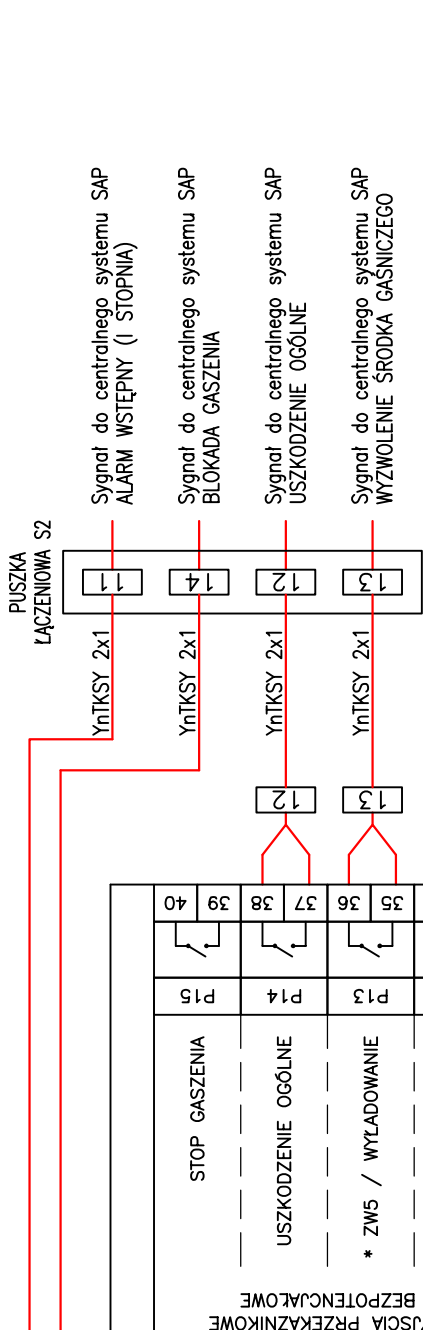 Sygnał do centralnego systemu SAP
ALARM WSTĘPNY (I STOPNIA)
Sygnał do centralnego systemu SAP
BLOKADA GASZENIA
Sygnał do centralnego systemu SAP
USZKODZENIE OGÓLNE
Sygnał do centralnego systemu SAP
WYZWOLENIE ŚRODKA GAŚNICZEGO
PUSZKA
ŁĄCZENIOWA S2
11
14
12
13
YnTKSY 2x1
YnTKSY 2x1
YnTKSY 2x1
YnTKSY 2x1
12
13
40
39
38
37
36
35
P15
P14
P13
STOP GASZENIA
USZKODZENIE OGÓLNE
* ZW5 / WYŁADOWANIE
JŚCIA PRZEKAŹNIKOWE
BEZPOTENCJAŁOWE